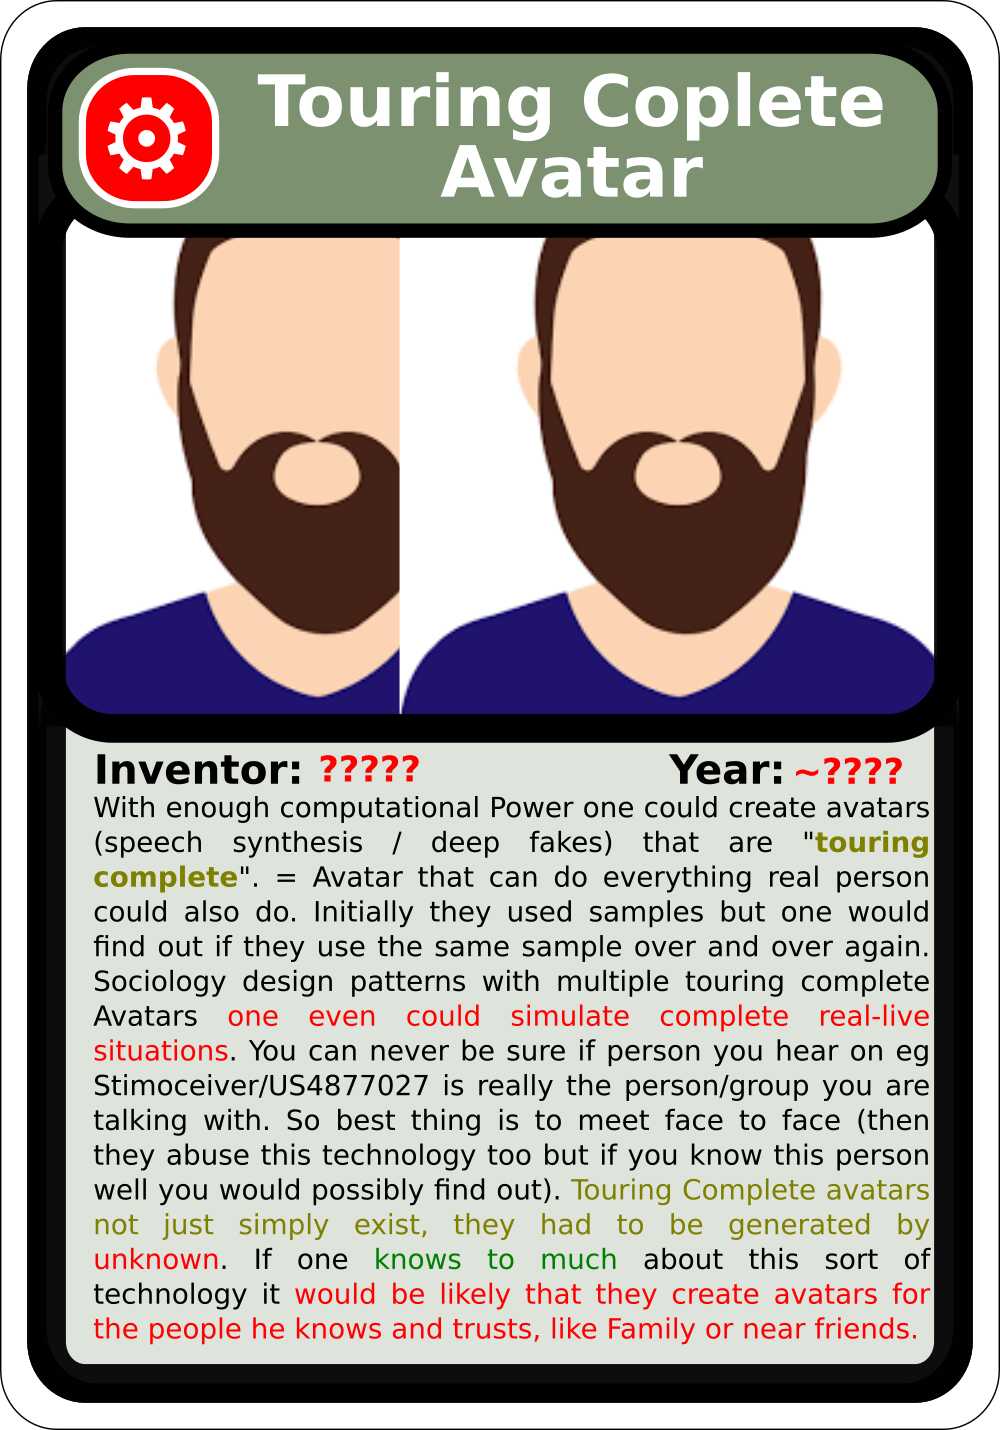 Touring Coplete
Avatar
Inventor: ????? Year: ~????
With enough computational Power one could create avatars
(speech synthesis / deep fakes) that are "touring
complete". = Avatar that can do everything real person
could also do. Initially they used samples but one would
find out if they use the same sample over and over again.
Sociology design patterns with multiple touring complete
Avatars one even could simulate complete real-live
situations. You can never be sure if person you hear on eg
Stimoceiver/US4877027 is really the person/group you are
talking with. So best thing is to meet face to face (then
they abuse this technology too but if you know this person
well you would possibly find out). Touring Complete avatars
not just simply exist, they had to be generated by
unknown. If one knows to much about this sort of
technology it would be likely that they create avatars for
the people he knows and trusts, like Family or near friends.